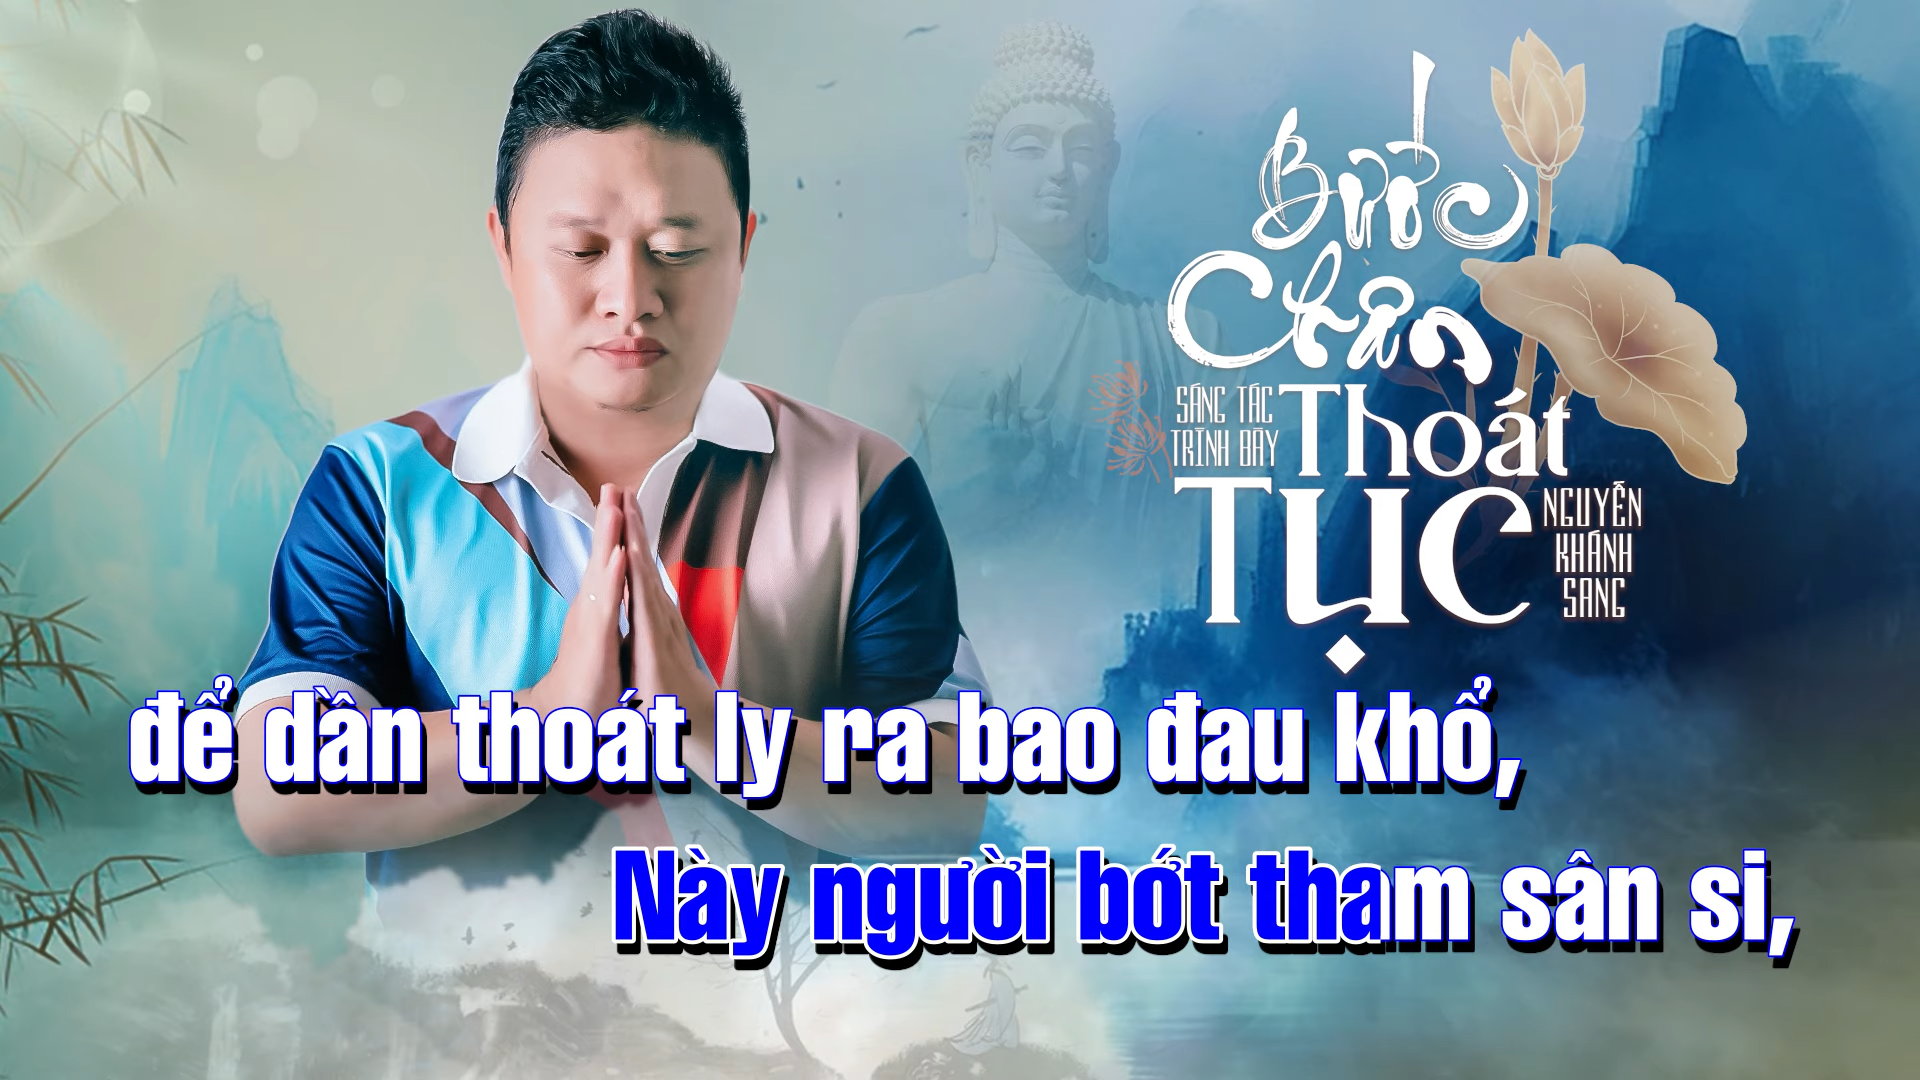 Bước
Chân
Thoát
Tục
SÁNG TÁC
TRÌNH BÀY
NGUYỄN
KHÁNH
SANG
để dần thoát ly ra bao đau khổ,
Này người bớt tham sân si,